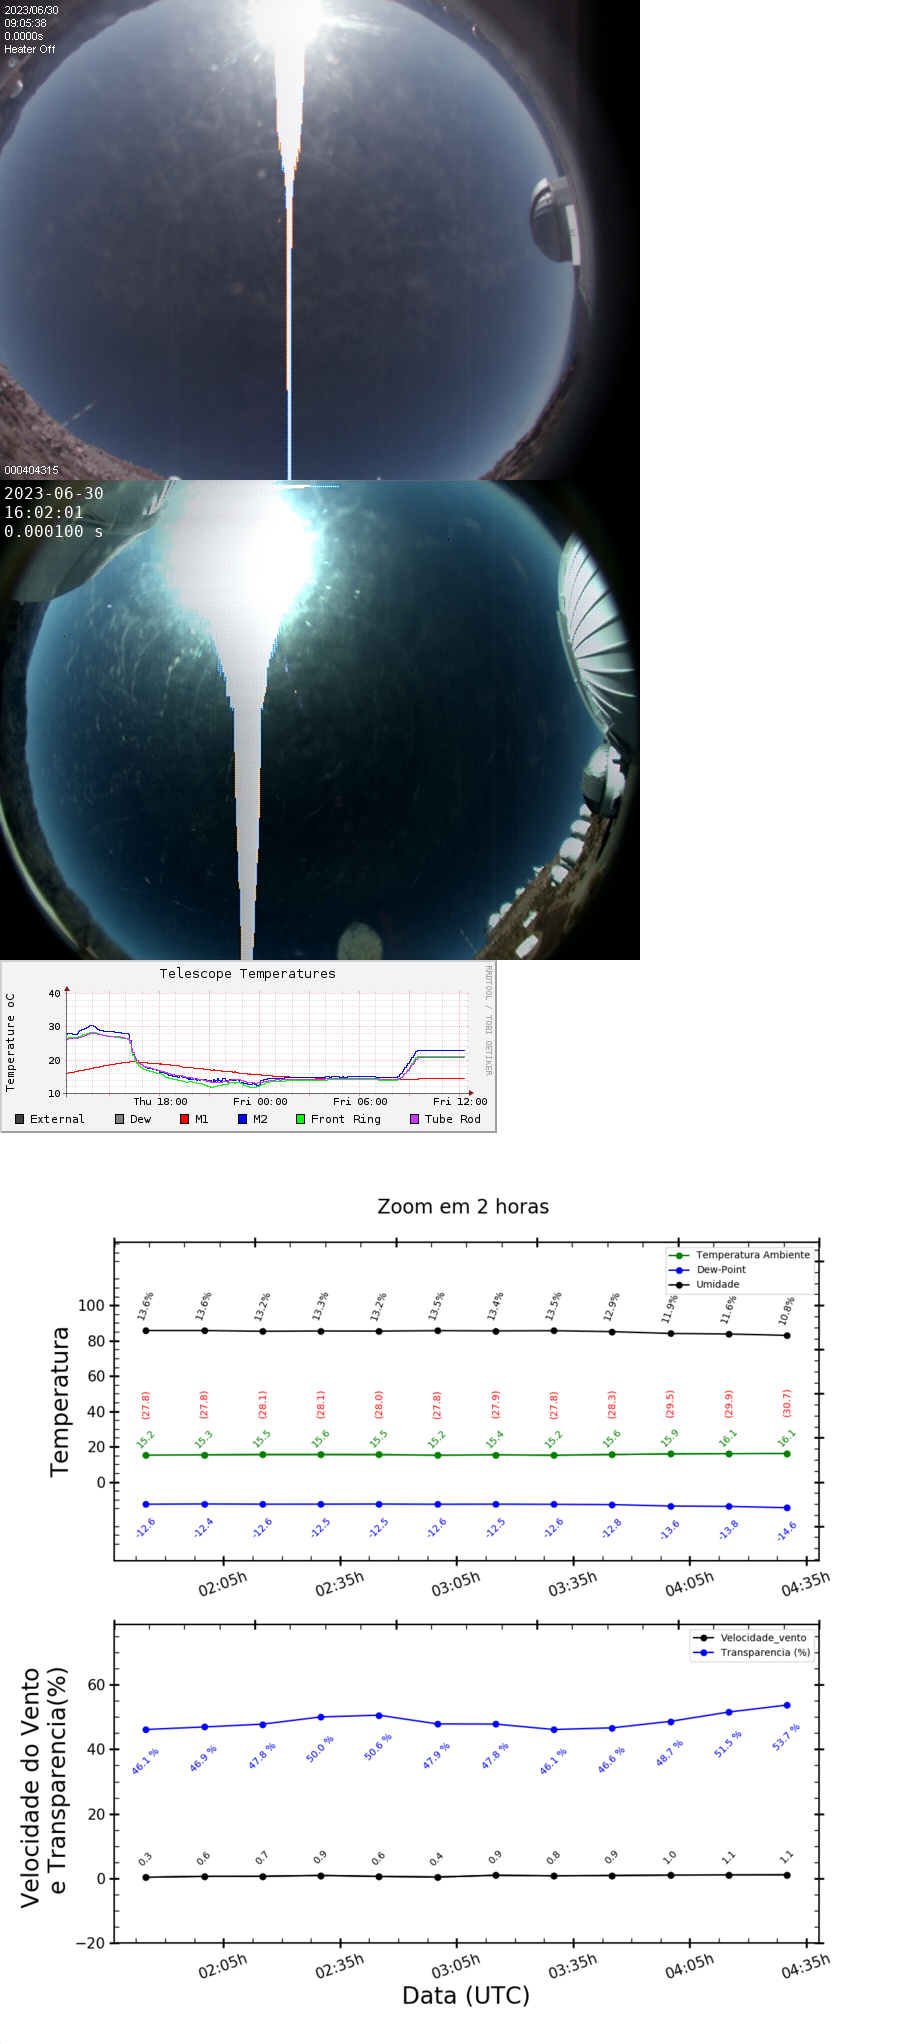 2023/06/30
09:05:38
0.0000s
Heater Off
000404315
2023-06-30
16:02:01
0.000100 s
Telescope Temperatures
RRDTOOL / TOBI OETIKER
Temperature oC
40
30
20
10
Thu 18:00 Fri 00:00 Fri 06:00 Fri 12:00
External Dew M1 M2 Front Ring Tube Rod
Zoom em 2 horas
Temperatura
100
80
60
40
20
0
Temperatura Ambiente
Dew-Point
Umidade
13.6% 13.6% 13.2% 13.3% 13.2% 13.5% 13.4% 13.5% 12.9% 11.9% 11.6% 10.8%
(27.8) (27.8) (28.1) (28.1) (28.0) (27.8) (27.9) (27.8) (28.3) (29.5) (29.9) (30.7)
15.2 15.3 15.5 15.6 15.5 15.2 15.4 15.2 15.6 15.9 16.1 16.1
-12.6 -12.4 -12.6 -12.5 -12.5 -12.6 -12.5 -12.6 -12.8 -13.6 -13.8 -14.6
02:05h 02:35h 03:05h 03:35h 04:05h 04:35h
Velocidade do Vento
e Transparencia(%)
60
40
20
0
−20
Velocidade_vento
Transparencia (%)
46.1 % 46.9 % 47.8 % 50.0 % 50.6 % 47.9 % 47.8 % 46.1 % 46.6 % 48.7 % 51.5 % 53.7 %
0.3 0.6 0.7 0.9 0.6 0.4 0.9 0.8 0.9 1.0 1.1 1.1
02:05h 02:35h 03:05h 03:35h 04:05h 04:35h
Data (UTC)